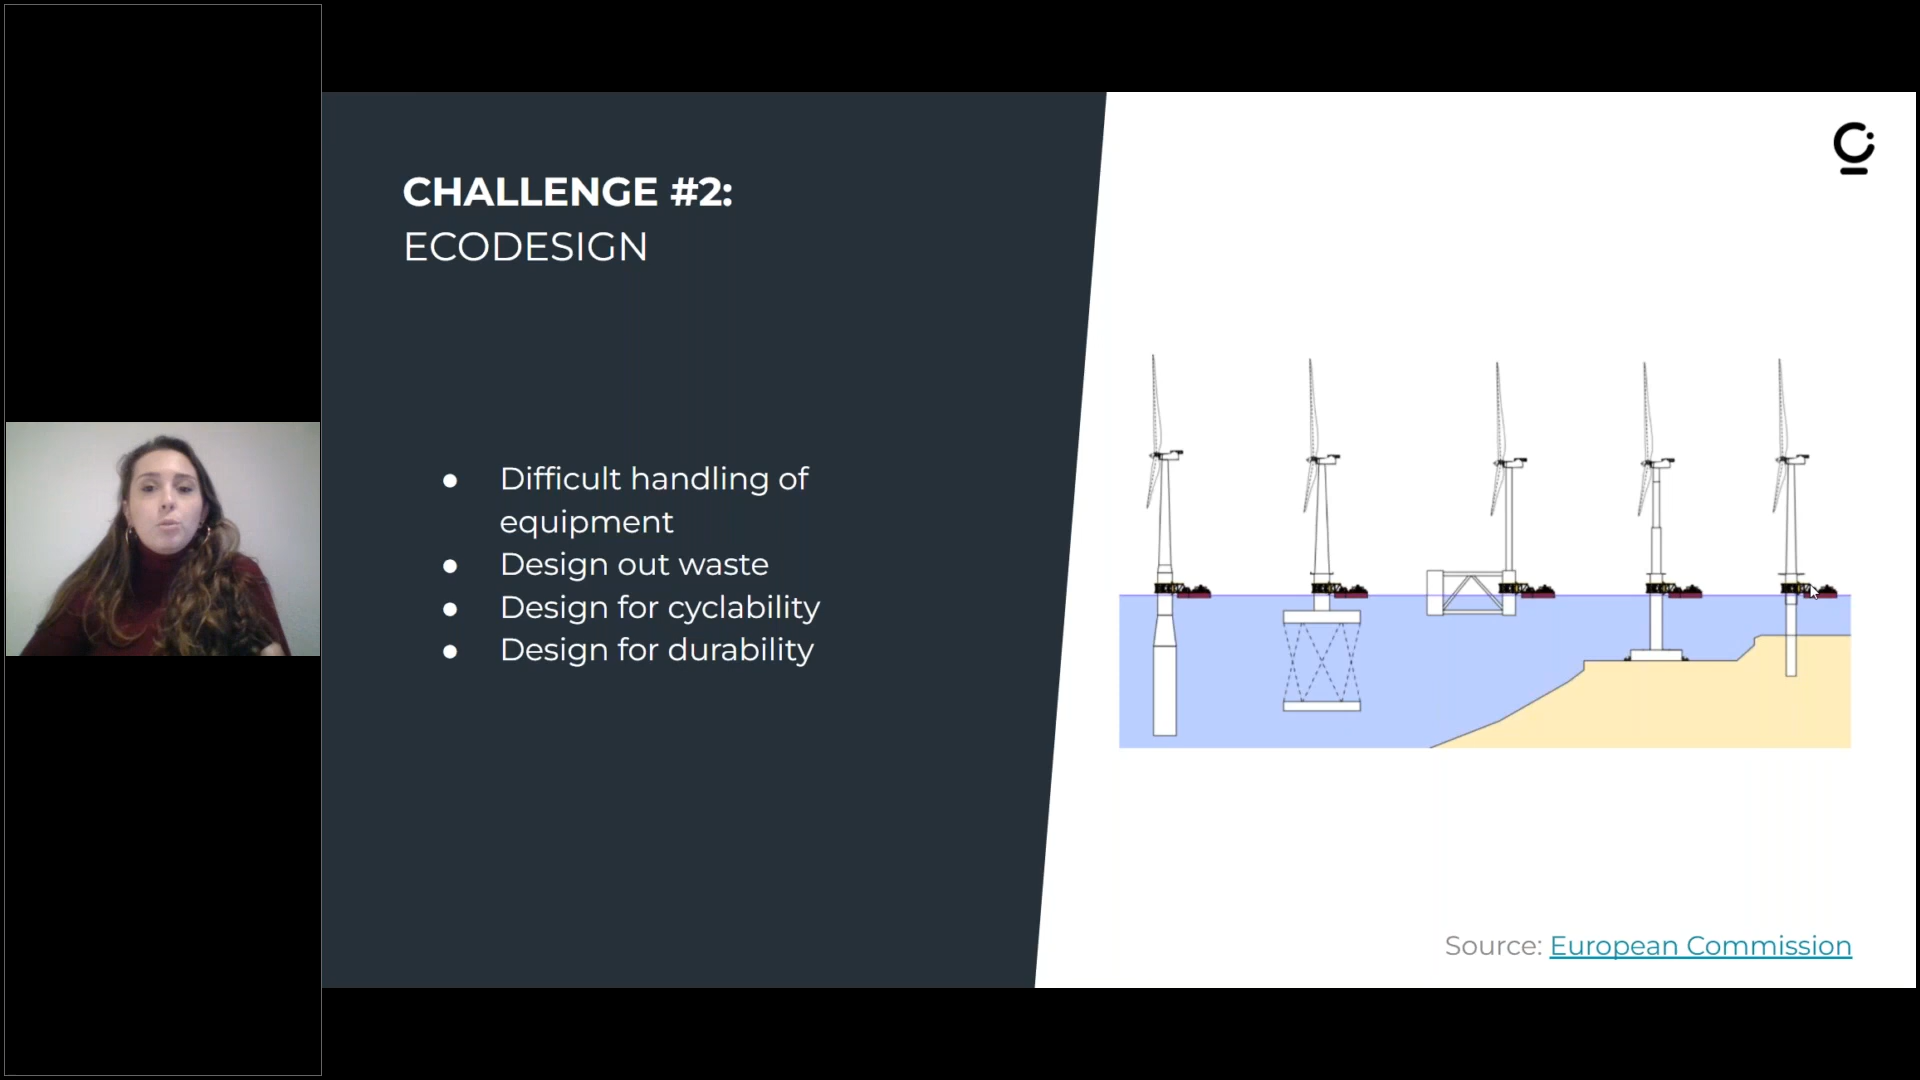 CHALLENGE #2:
ECODESIGN
● Difficult handling of
equipment
● Design out waste
● Design for cyclability
● Design for durability
Source: European Commission